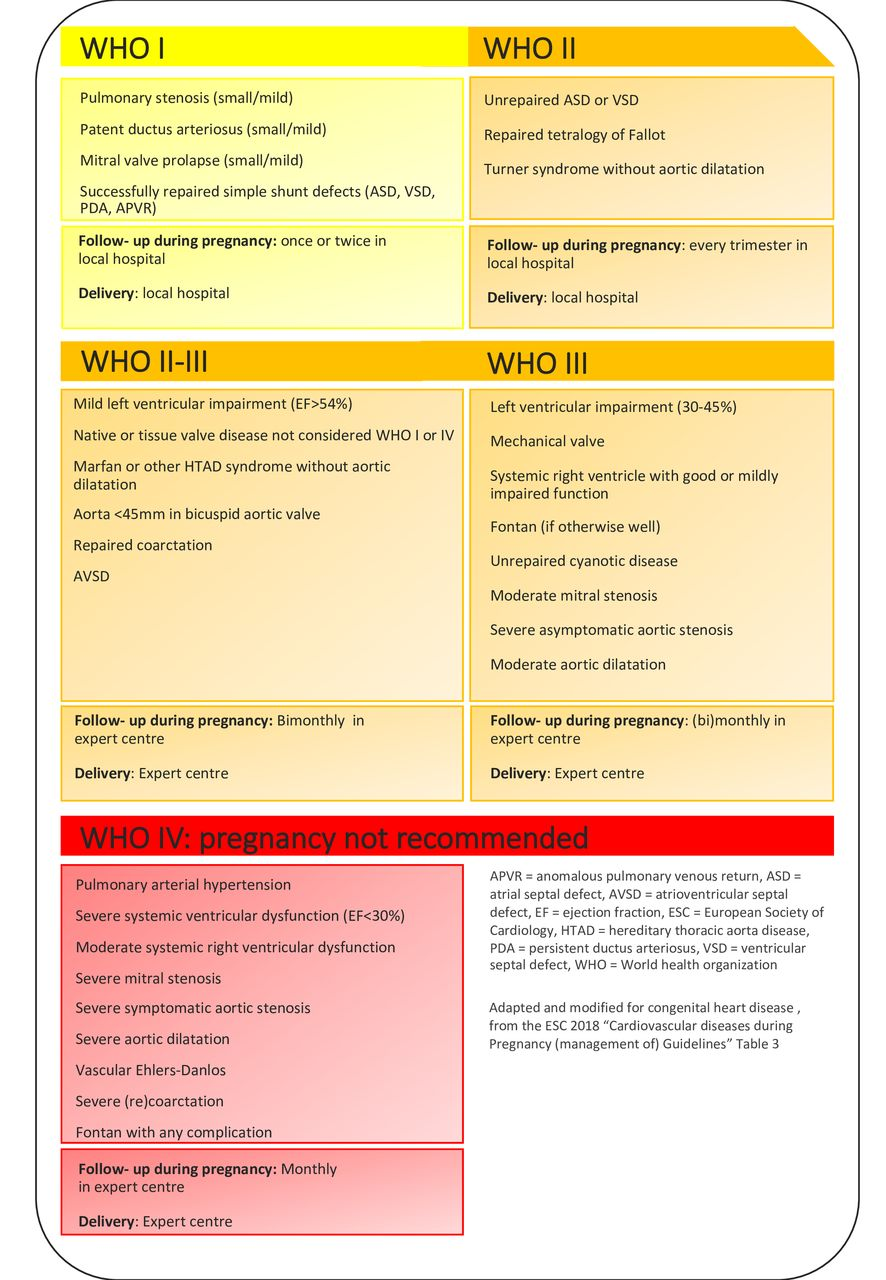 WHO I
Pulmonary stenosis (small/mild)
Patent ductus arteriosus (small/mild)
Mitral valve prolapse (small/mild)
Successfully repaired simple shunt defects (ASD, VSD,
PDA, APVR)
Follow- up during pregnancy: once or twice in
local hospital
Delivery: local hospital
WHO II
Unrepaired ASD or VSD
Repaired tetralogy of Fallot
Turner syndrome without aortic dilatation
Follow- up during pregnancy: every trimester in
local hospital
Delivery: local hospital
WHO II-III
Mild left ventricular impairment (EF>54%)
Native or tissue valve disease not considered WHO I or IV
Marfan or other HTAD syndrome without aortic
dilatation
Aorta <45mm in bicuspid aortic valve
Repaired coarctation
AVSD
Follow- up during pregnancy: Bimonthly  in
expert centre
Delivery: Expert centre
WHO III
Left ventricular impairment (30-45%)
Mechanical valve
Systemic right ventricle with good or mildly
impaired function
Fontan (if otherwise well)
Unrepaired cyanotic disease
Moderate mitral stenosis
Severe asymptomatic aortic stenosis
Moderate aortic dilatation
Follow- up during pregnancy: (bi)monthly in
expert centre
Delivery: Expert centre
WHO IV: pregnancy not recommended
Pulmonary arterial hypertension
Severe systemic ventricular dysfunction (EF<30%)
Moderate systemic right ventricular dysfunction
Severe mitral stenosis
Severe symptomatic aortic stenosis
Severe aortic dilatation
Vascular Ehlers-Danlos
Severe (re)coarctation
Fontan with any complication
Follow- up during pregnancy: Monthly
in expert centre
Delivery: Expert centre
APVR = anomalous pulmonary venous return, ASD =
atrial septal defect, AVSD = atrioventricular septal
defect, EF = ejection fraction, ESC = European Society of
Cardiology, HTAD = hereditary thoracic aorta disease,
PDA = persistent ductus arteriosus, VSD = ventricular
septal defect, WHO = World health organization
Adapted and modified for congenital heart disease ,
from the ESC 2018 “Cardiovascular diseases during
Pregnancy (management of) Guidelines” Table 3